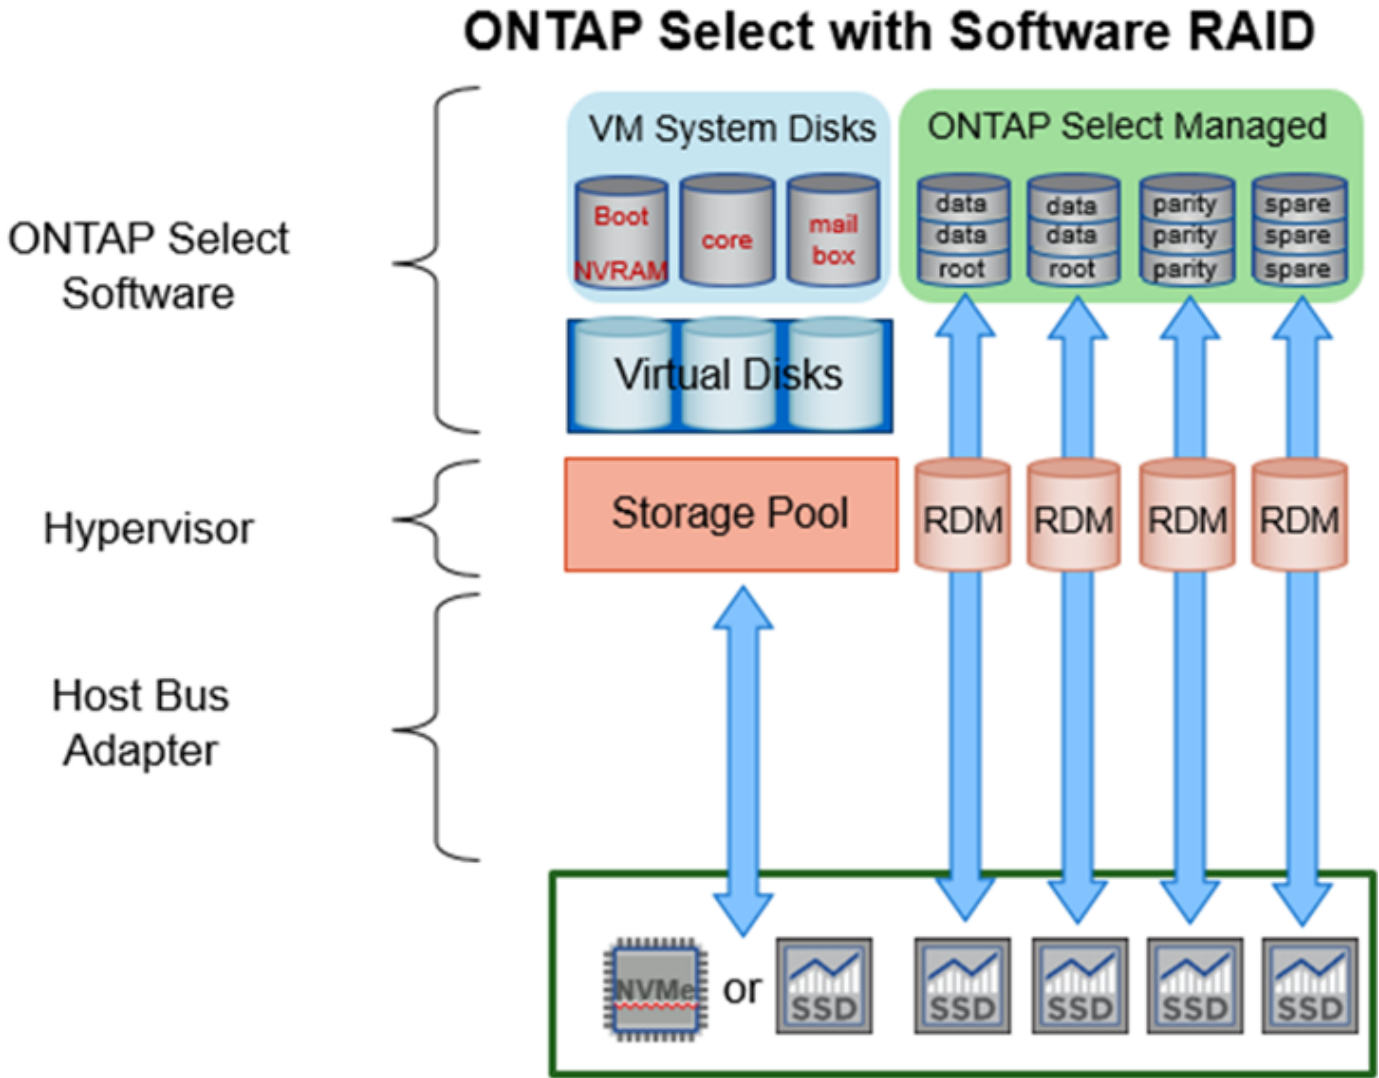 ONTAP Select with Software RAID
ONTAP Select
Software
VM System Disks
Boot
NVRAM
core
mail
box
ONTAP Select Managed
data
data
root
data
data
root
parity
parity
parity
spare
spare
spare
Virtual Disks
Hypervisor
Storage Pool
RDM
RDM
RDM
RDM
Host Bus
Adapter
NVMe
or
SSD
SSD
SSD
SSD
SSD